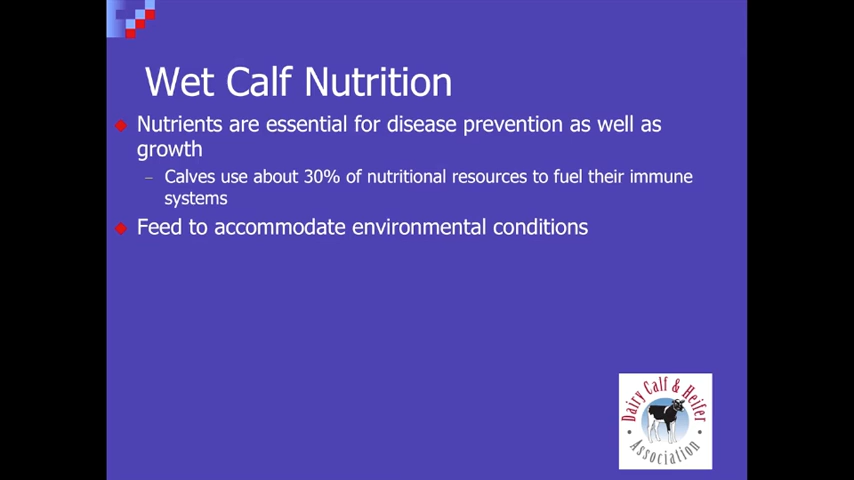 Wet Calf Nutrition
Nutrients are essential for disease prevention as well as
growth
– Calves use about 30% of nutritional resources to fuel their immune
systems
Feed to accommodate environmental conditions
Dairy Calf & Heifer
• Association •